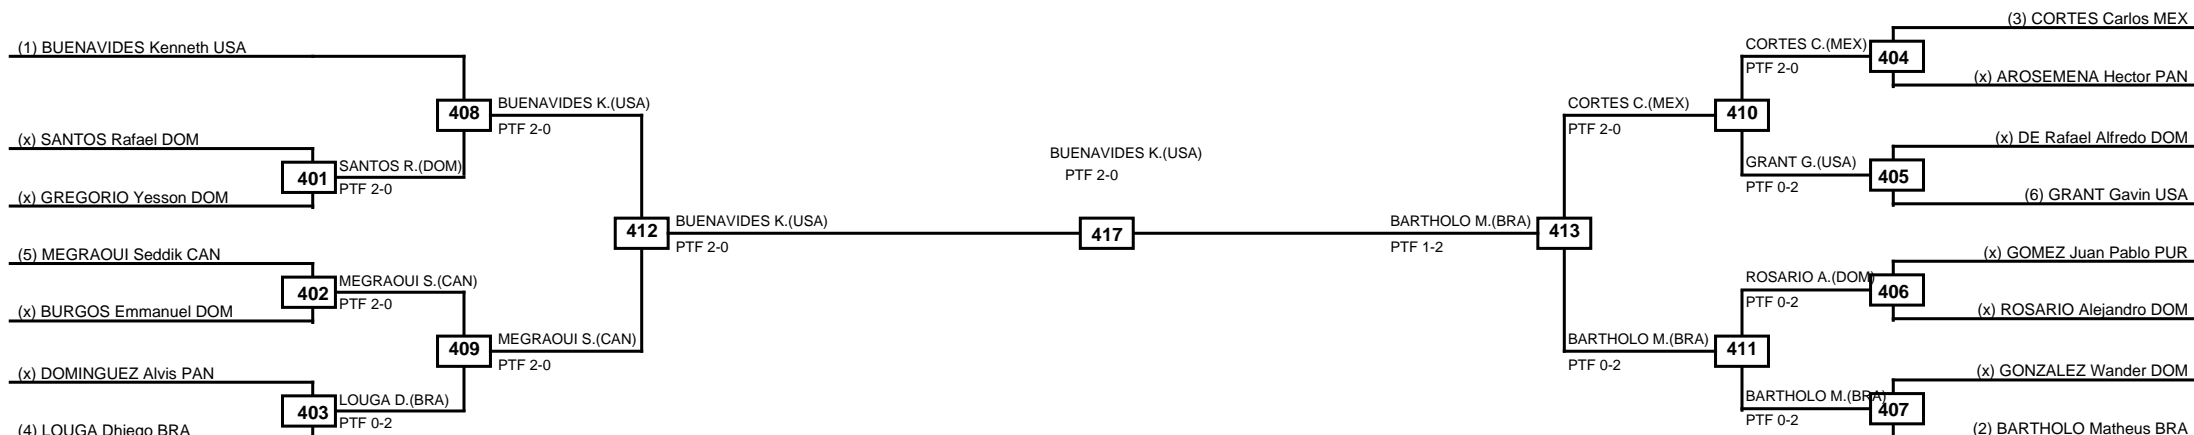 (3) CORTES Carlos MEX
(1) BUENAVIDES Kenneth USA
CORTES C.(MEX)
404
PTF 2-0
(x) AROSEMENA Hector PAN
408
BUENAVIDES K.(USA)
PTF 2-0
CORTES C.(MEX)
PTF 2-0
410
(x) SANTOS Rafael DOM
(x) DE Rafael Alfredo DOM
401
SANTOS R.(DOM)
PTF 2-0
BUENAVIDES K.(USA)
PTF 2-0
GRANT G.(USA)
PTF 0-2
405
(x) GREGORIO Yesson DOM
(6) GRANT Gavin USA
412
BUENAVIDES K.(USA)
PTF 2-0
417
BARTHOLO M.(BRA)
PTF 1-2
413
(5) MEGRAOUI Seddik CAN
(x) GOMEZ Juan Pablo PUR
402
MEGRAOUI S.(CAN)
PTF 2-0
ROSARIO A.(DOM)
PTF 0-2
406
(x) BURGOS Emmanuel DOM
(x) ROSARIO Alejandro DOM
409
MEGRAOUI S.(CAN)
PTF 2-0
BARTHOLO M.(BRA)
PTF 0-2
411
(x) DOMINGUEZ Alvis PAN
(x) GONZALEZ Wander DOM
403
LOUGA D.(BRA)
PTF 0-2
BARTHOLO M.(BRA)
PTF 0-2
407
(4) LOUGA Dhiego BRA
(2) BARTHOLO Matheus BRA